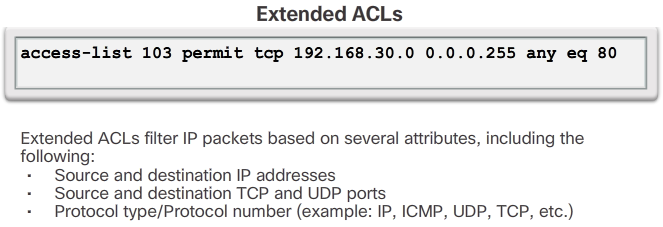 Extended ACLs
access-list 103 permit tcp 192.168.30.0 0.0.0.255 any eq 80
Extended ACLs filter IP packets based on several attributes, including the
following:
▪ Source and destination IP addresses
▪ Source and destination TCP and UDP ports
▪ Protocol type/Protocol number (example: IP, ICMP, UDP, TCP, etc.)